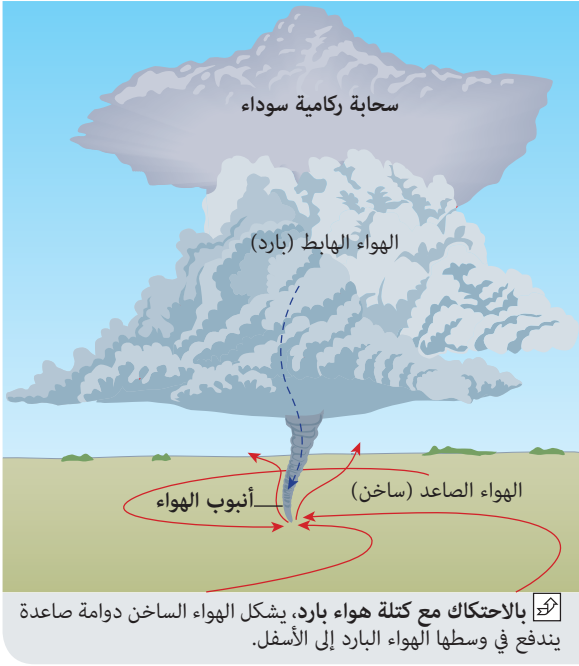 سحابة ركامية سوداء
الهواء الهابط (بارد)
الهواء الصاعد (ساخن)
أنبوب الهواء
بالاحتكاك مع كتلة هواء بارد، يشكل الهواء الساخن دوامة صاعدة
يندفع في وسطها الهواء البارد إلى الأسفل.